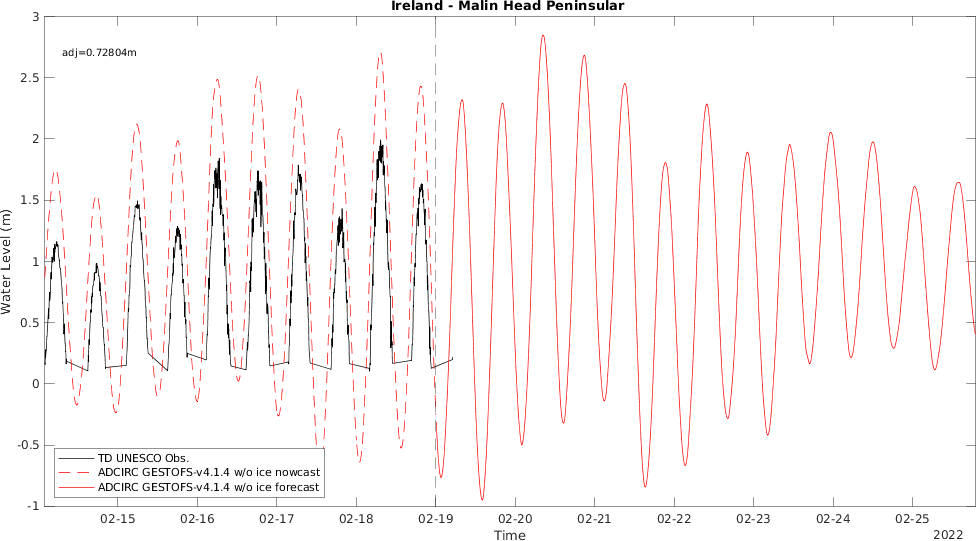 Ireland - Malin Head Peninsular
adj=0.72804m
3
2.5
2
1.5
1
0.5
0
-0.5
-1
Water Level (m)
TD UNESCO Obs.
ADCIRC GESTOFS-v4.1.4 w/o ice nowcast
ADCIRC GESTOFS-v4.1.4 w/o ice forecast
02-15 02-16 02-17 02-18 02-19 02-20 02-21 02-22 02-23 02-24 02-25
Time
2022